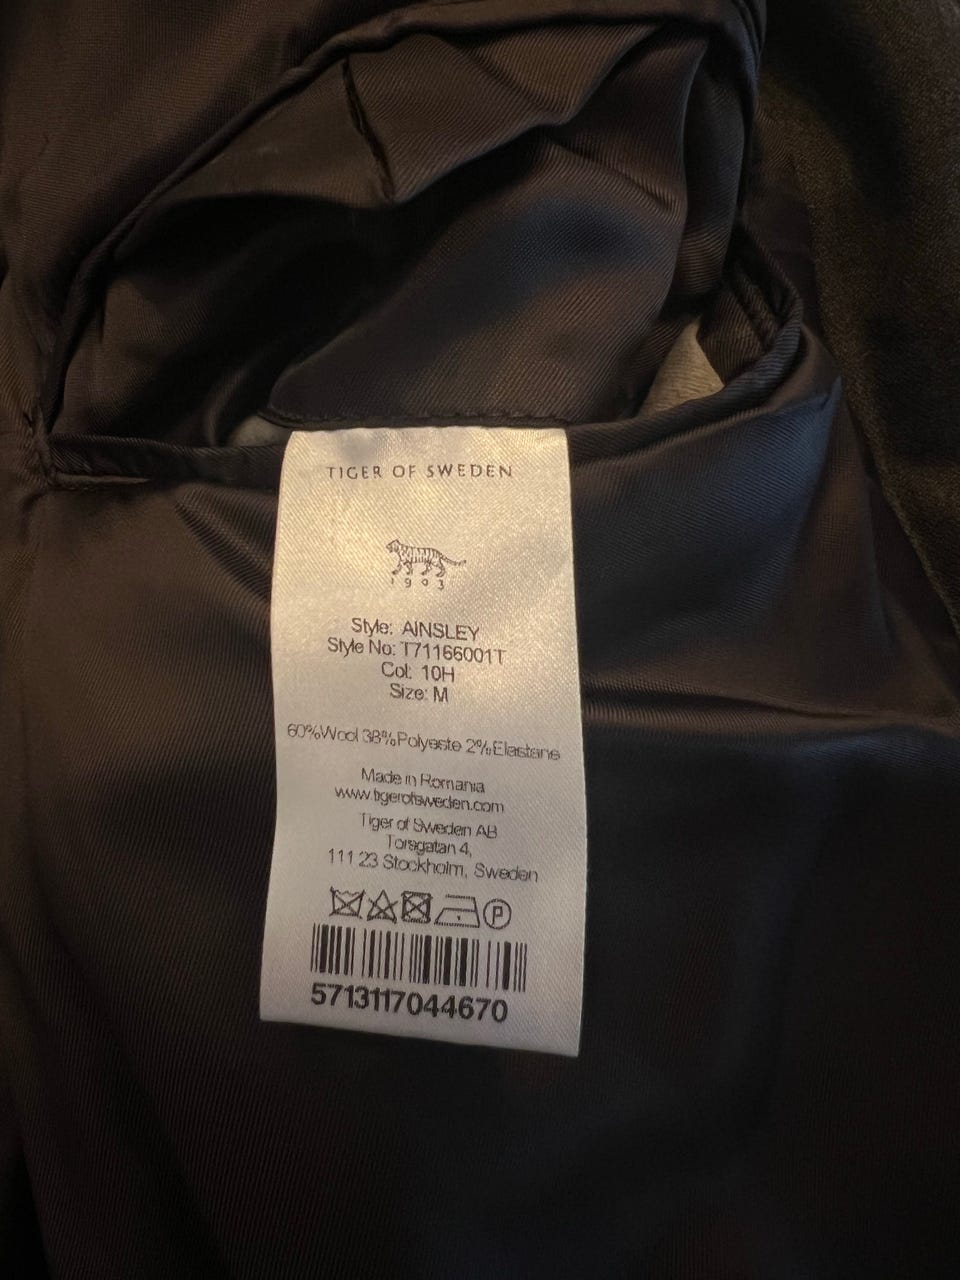 TIGER OF SWEDEN
1903
Style: AINSLEY
Style No: T71166001T
Col: 10H
Size: M
60%Wool 38%Polyeste 2%Elastane
Made in Romania
www.tigerofsweden.com
Tiger of Sweden AB
Torsgatan 4,
111 23 Stockholm, Sweden
P
5713117044670